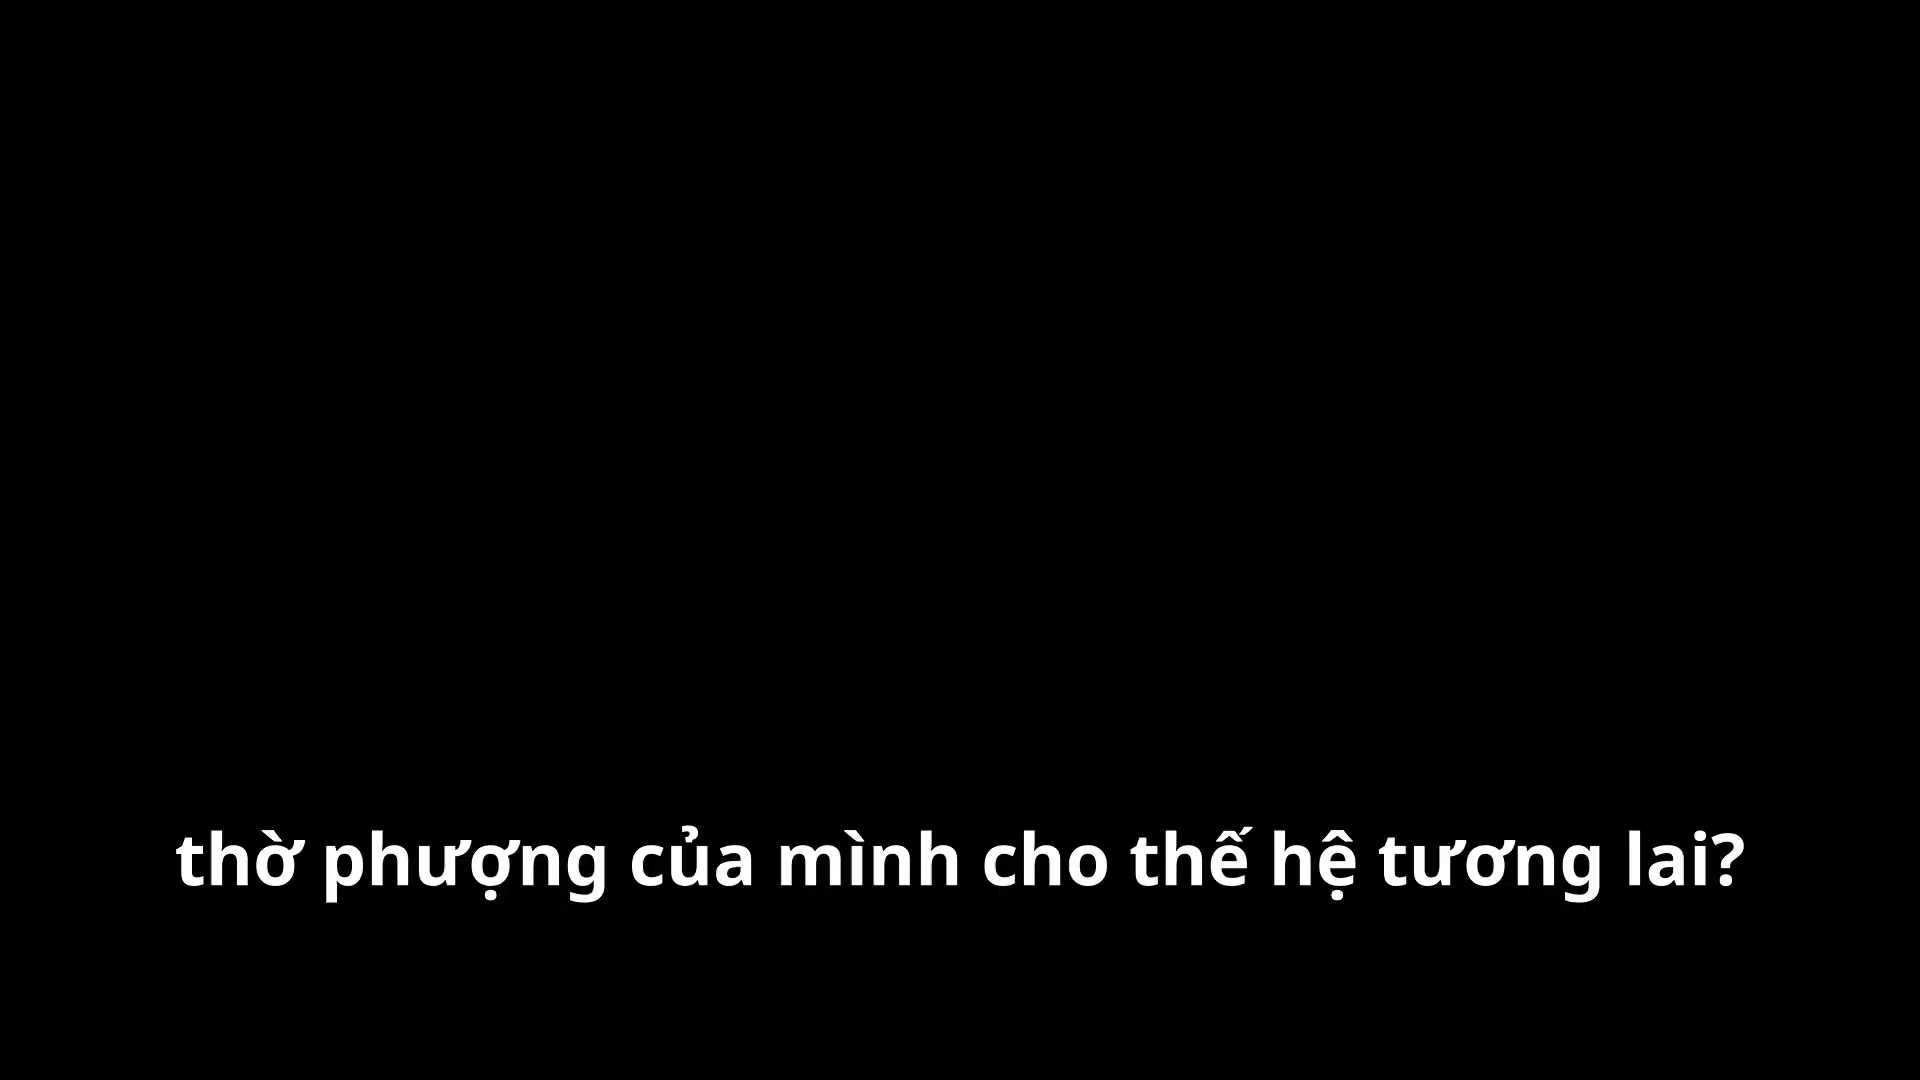 thờ phượng của mình cho thế hệ tương lai?